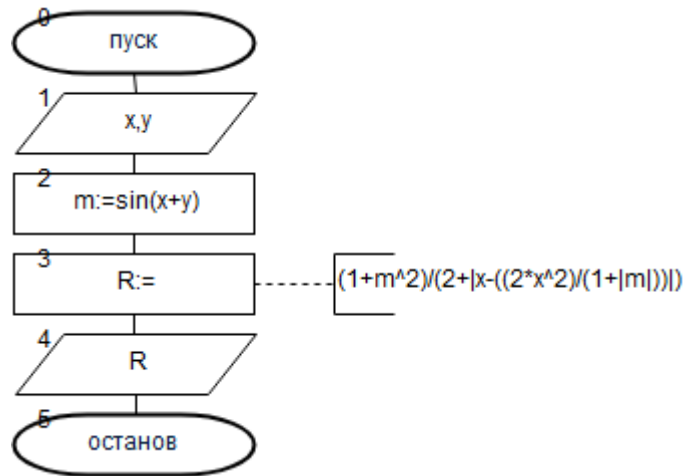 0
пуск
1
x,y
2
m:=sin(x+y)
3
R:=
(1+m^2)/(2+|x-((2*x^2)/(1+|m|))|)
4
R
5
останов